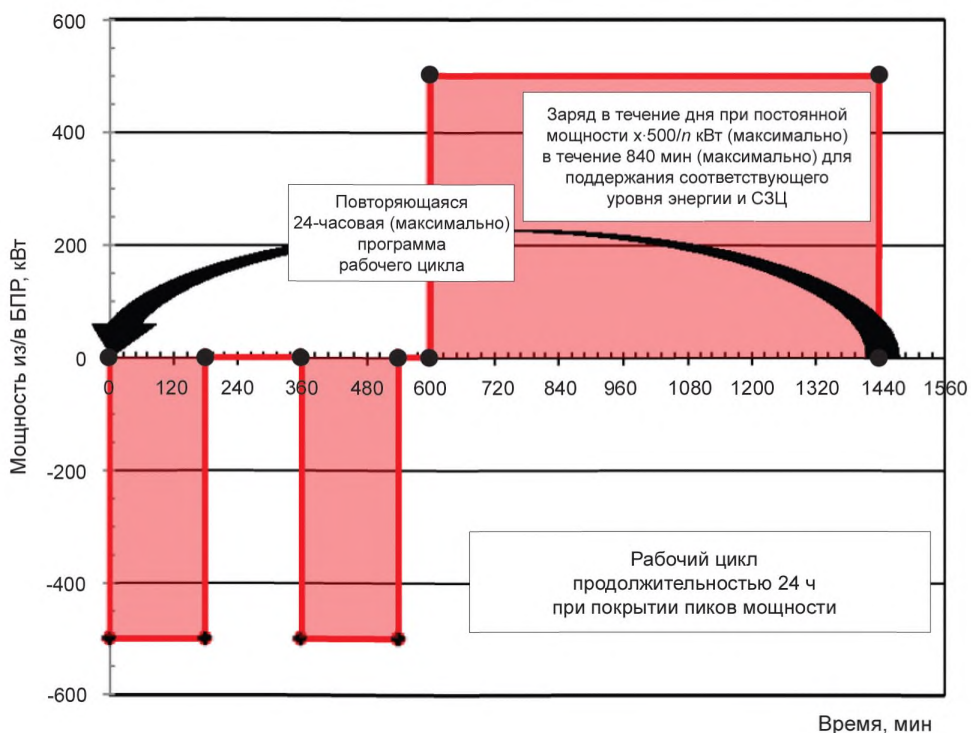 600
400
200
0
-200
-400
-600
Мощность из/в БПР, кВт
Заряд в течение дня при постоянной
мощности x·500/n кВт (максимально)
в течение 840 мин (максимально) для
поддержания соответствующего
уровня энергии и СЗЦ
Повторяющаяся
24-часовая (максимально)
программа
рабочего цикла
0 120 240 360 480 600 720 840 960 1080 1200 1320 1440 1560
Рабочий цикл
продолжительностью 24 ч
при покрытии пиков мощности
Время, мин